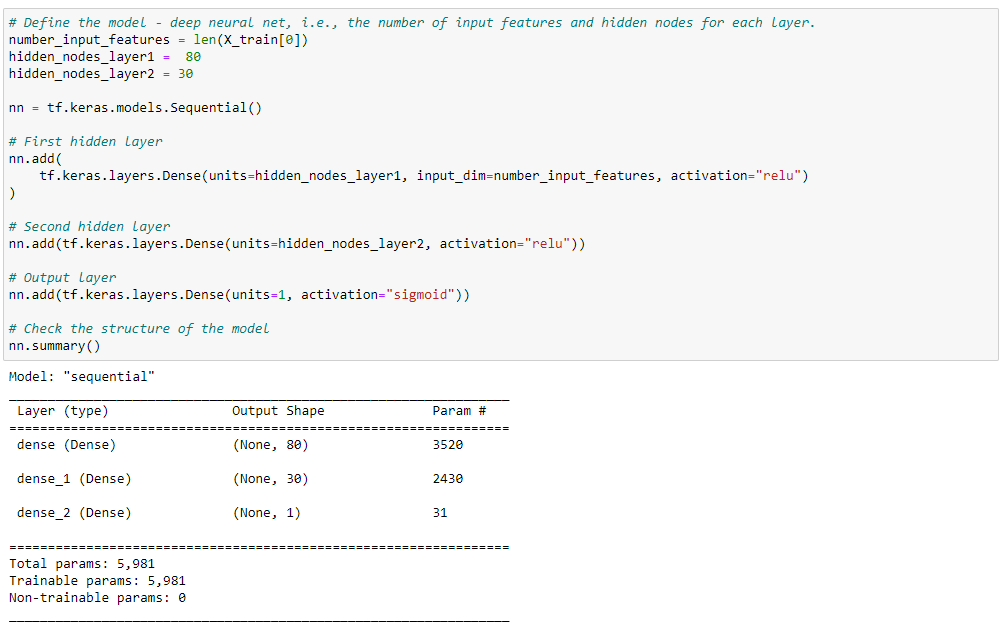 # Define the model - deep neural net, i.e., the number of input features and hidden nodes for each layer.
number_input_features = len(X_train[0])
hidden_nodes_layer1 =  80
hidden_nodes_layer2 = 30

nn = tf.keras.models.Sequential()

# First hidden layer
nn.add(
    tf.keras.layers.Dense(units=hidden_nodes_layer1, input_dim=number_input_features, activation="relu")
)

# Second hidden layer
nn.add(tf.keras.layers.Dense(units=hidden_nodes_layer2, activation="relu"))

# Output layer
nn.add(tf.keras.layers.Dense(units=1, activation="sigmoid"))

# Check the structure of the model
nn.summary()
Model: "sequential"
_________________________________________________________________
 Layer (type)                Output Shape              Param #
=================================================================
 dense (Dense)               (None, 80)                3520

 dense_1 (Dense)             (None, 30)                2430

 dense_2 (Dense)             (None, 1)                 31

=================================================================
Total params: 5,981
Trainable params: 5,981
Non-trainable params: 0
_________________________________________________________________